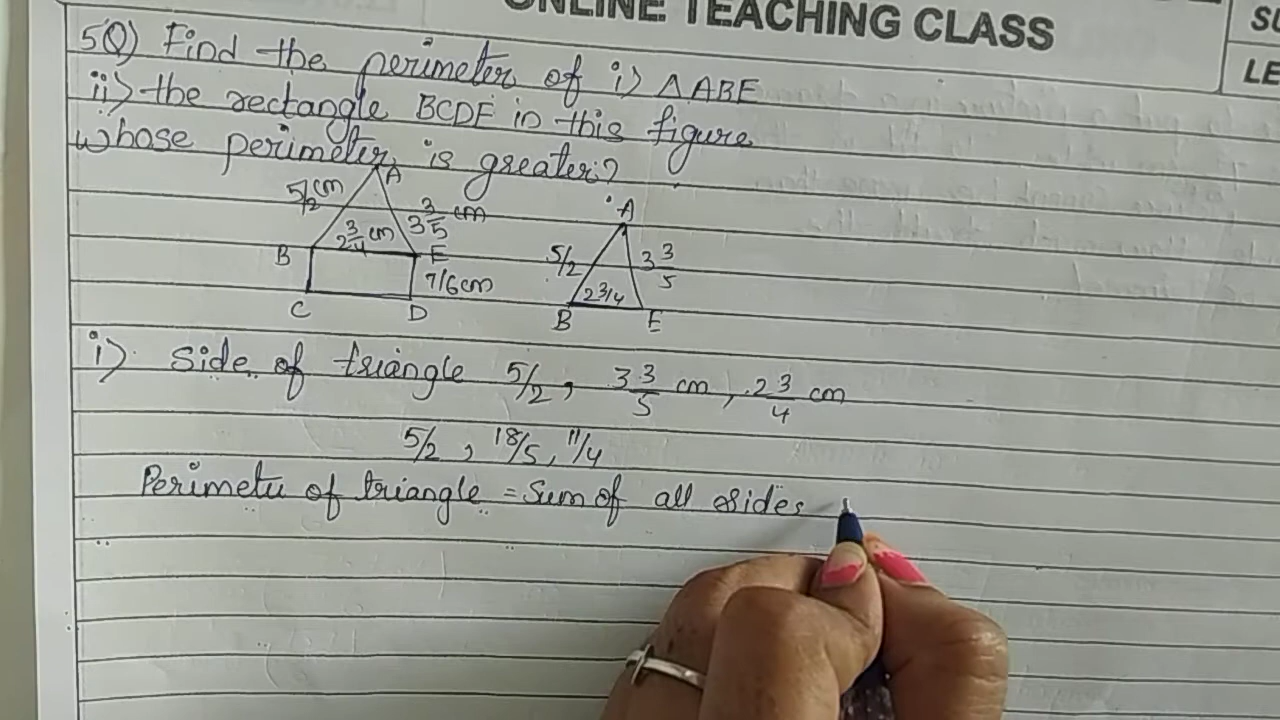 ONLINE TEACHING CLASS
SU
LE
5Q) Find the perimeter of i) △ABE
ii) the rectangle BCDE in this figure
whose perimeter is greater?
A
5/2 cm
3 3/5 cm
2 3/4 cm
B
E
7/6 cm
C
D
A
5/2
3 3/5
2 3/4
B
E
i) Side of triangle 5/2, 3 3/5 cm, 2 3/4 cm
5/2, 18/5, 11/4
Perimetu of triangle = Sum of all sides